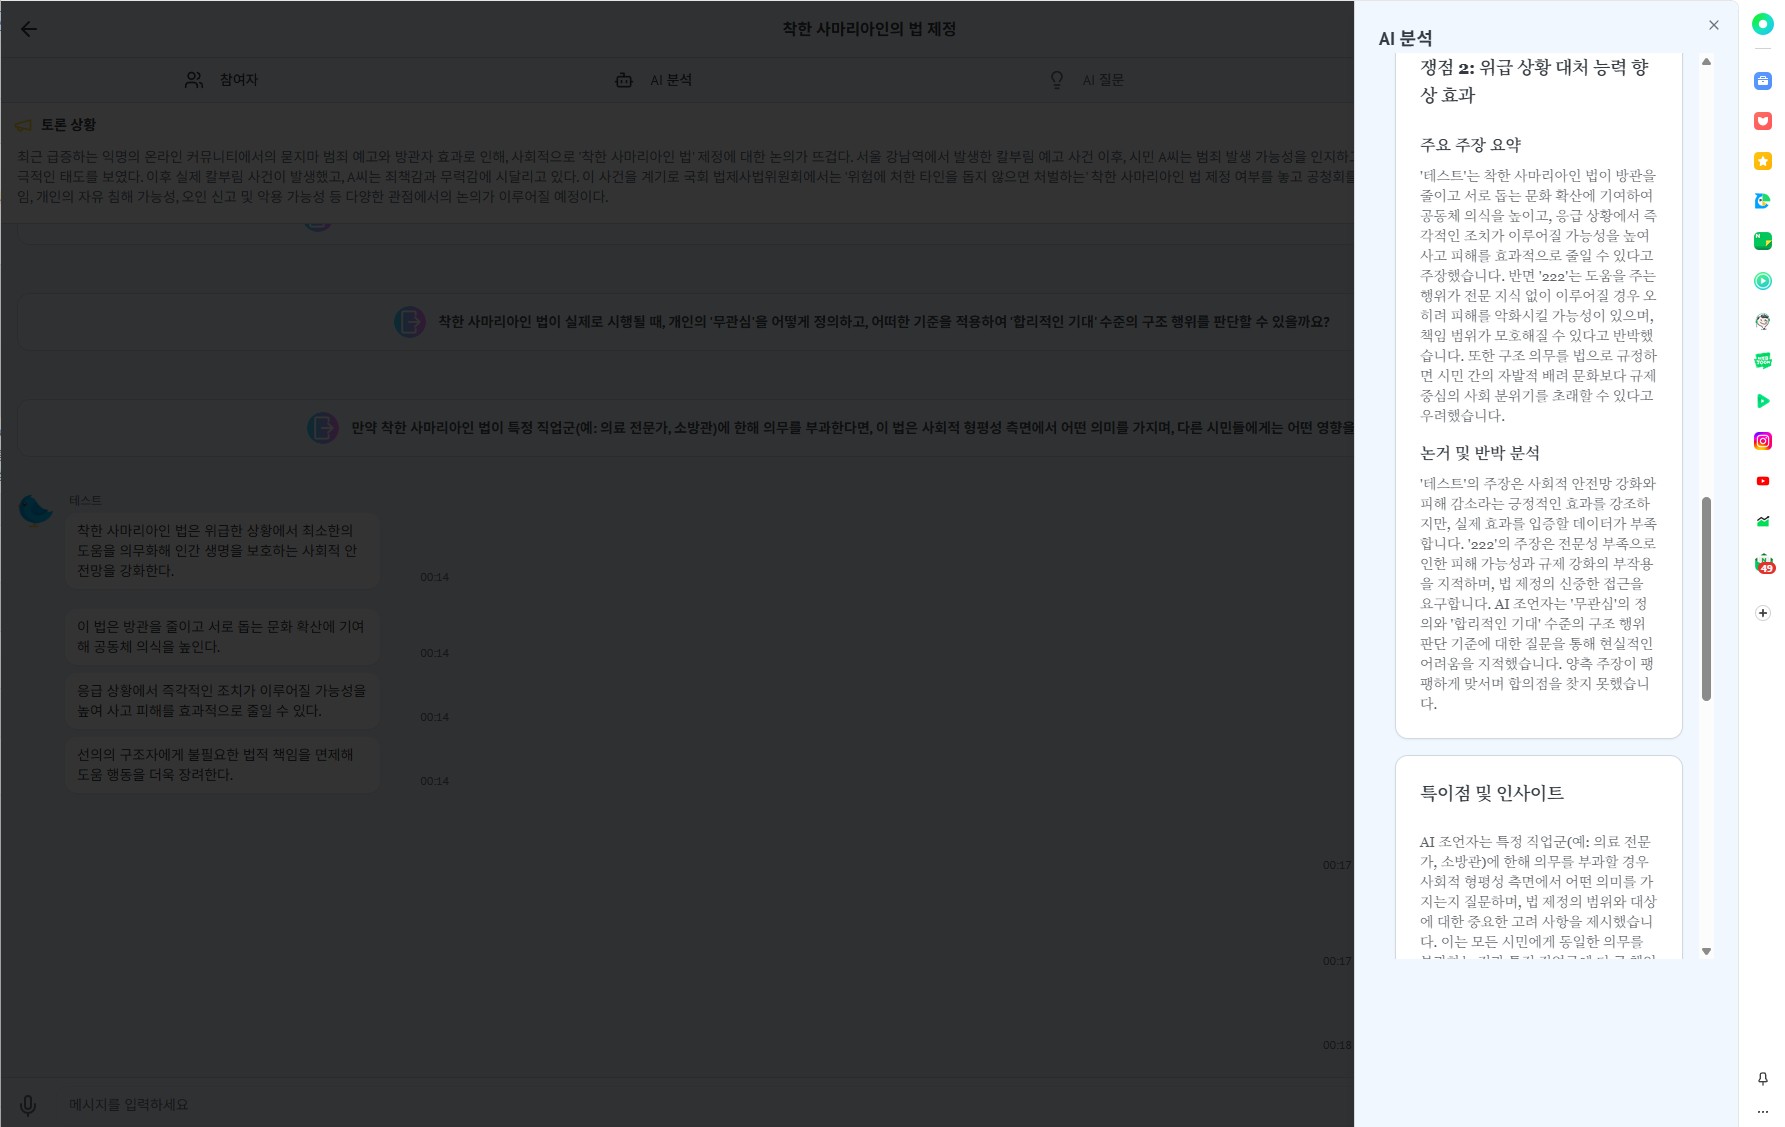 착한 사마리아인의 법 제정
참여자
AI 분석
AI 질문
토론 상황
최근 급증하는 익명의 온라인 커뮤니티에서의 묻지마 범죄 예고와 방관자 효과로 인해, 사회적으로 '착한 사마리아인 법' 제정에 대한 논의가 뜨겁다. 서울 강남역에서 발생한 칼부림 예고 사건 이후, 시민 A씨는 범죄 발생 가능성을 인지하고
극적인 태도를 보였다. 이후 실제 칼부림 사건이 발생했고, A씨는 죄책감과 무력감에 시달리고 있다. 이 사건을 계기로 국회 법제사법위원회에서는 '위험에 처한 타인을 돕지 않으면 처벌하는' 착한 사마리아인 법 제정 여부를 놓고 공청회를
임, 개인의 자유 침해 가능성, 오인 신고 및 악용 가능성 등 다양한 관점에서의 논의가 이루어질 예정이다.
착한 사마리아인 법이 실제로 시행될 때, 개인의 '무관심'을 어떻게 정의하고, 어떠한 기준을 적용하여 '합리적인 기대' 수준의 구조 행위를 판단할 수 있을까요?
만약 착한 사마리아인 법이 특정 직업군(예: 의료 전문가, 소방관)에 한해 의무를 부과한다면, 이 법은 사회적 형평성 측면에서 어떤 의미를 가지며, 다른 시민들에게는 어떤 영향을
테스트
착한 사마리아인 법은 위급한 상황에서 최소한의
도움을 의무화해 인간 생명을 보호하는 사회적 안
전망을 강화한다.
00:14
이 법은 방관을 줄이고 서로 돕는 문화 확산에 기여
해 공동체 의식을 높인다.
00:14
응급 상황에서 즉각적인 조치가 이루어질 가능성을
높여 사고 피해를 효과적으로 줄일 수 있다.
00:14
선의의 구조자에게 불필요한 법적 책임을 면제해
도움 행동을 더욱 장려한다.
00:14
00:17
00:17
00:18
메시지를 입력하세요
AI 분석
쟁점 2: 위급 상황 대처 능력 향
상 효과
주요 주장 요약
'테스트'는 착한 사마리아인 법이 방관을
줄이고 서로 돕는 문화 확산에 기여하여
공동체 의식을 높이고, 응급 상황에서 즉
각적인 조치가 이루어질 가능성을 높여
사고 피해를 효과적으로 줄일 수 있다고
주장했습니다. 반면 '222'는 도움을 주는
행위가 전문 지식 없이 이루어질 경우 오
히려 피해를 악화시킬 가능성이 있으며,
책임 범위가 모호해질 수 있다고 반박했
습니다. 또한 구조 의무를 법으로 규정하
면 시민 간의 자발적 배려 문화보다 규제
중심의 사회 분위기를 초래할 수 있다고
우려했습니다.
논거 및 반박 분석
'테스트'의 주장은 사회적 안전망 강화와
피해 감소라는 긍정적인 효과를 강조하
지만, 실제 효과를 입증할 데이터가 부족
합니다. '222'의 주장은 전문성 부족으로
인한 피해 가능성과 규제 강화의 부작용
을 지적하며, 법 제정의 신중한 접근을
요구합니다. AI 조언자는 '무관심'의 정
의와 '합리적인 기대' 수준의 구조 행위
판단 기준에 대한 질문을 통해 현실적인
어려움을 지적했습니다. 양측 주장이 팽
팽하게 맞서며 합의점을 찾지 못했습니
다.
특이점 및 인사이트
AI 조언자는 특정 직업군(예: 의료 전문
가, 소방관)에 한해 의무를 부과할 경우
사회적 형평성 측면에서 어떤 의미를 가
지는지 질문하며, 법 제정의 범위와 대상
에 대한 중요한 고려 사항을 제시했습니
다. 이는 모든 시민에게 동일한 의무를
49